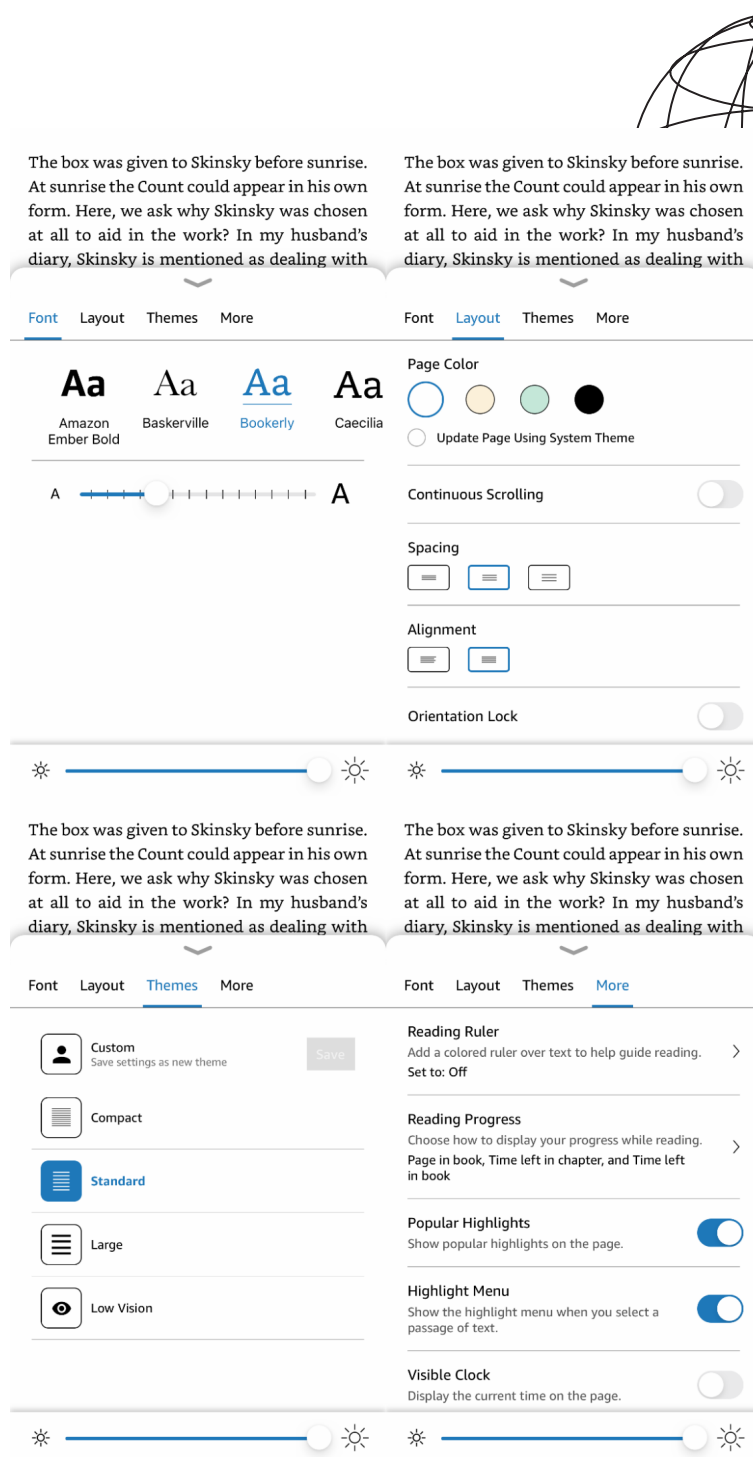 The box was given to Skinsky before sunrise.
At sunrise the Count could appear in his own
form. Here, we ask why Skinsky was chosen
at all to aid in the work? In my husband’s
diary, Skinsky is mentioned as dealing with
Font Layout Themes More
Aa Aa Aa Aa
Amazon
Ember Bold
Baskerville
Bookerly
Caecilia
A A
The box was given to Skinsky before sunrise.
At sunrise the Count could appear in his own
form. Here, we ask why Skinsky was chosen
at all to aid in the work? In my husband’s
diary, Skinsky is mentioned as dealing with
Font Layout Themes More
Page Color
Update Page Using System Theme
Continuous Scrolling
Spacing
Alignment
Orientation Lock
The box was given to Skinsky before sunrise.
At sunrise the Count could appear in his own
form. Here, we ask why Skinsky was chosen
at all to aid in the work? In my husband’s
diary, Skinsky is mentioned as dealing with
Font Layout Themes More
Custom
Save settings as new theme
Save
Compact
Standard
Large
Low Vision
The box was given to Skinsky before sunrise.
At sunrise the Count could appear in his own
form. Here, we ask why Skinsky was chosen
at all to aid in the work? In my husband’s
diary, Skinsky is mentioned as dealing with
Font Layout Themes More
Reading Ruler
Add a colored ruler over text to help guide reading.
Set to: Off
Reading Progress
Choose how to display your progress while reading.
Page in book, Time left in chapter, and Time left
in book
Popular Highlights
Show popular highlights on the page.
Highlight Menu
Show the highlight menu when you select a
passage of text.
Visible Clock
Display the current time on the page.